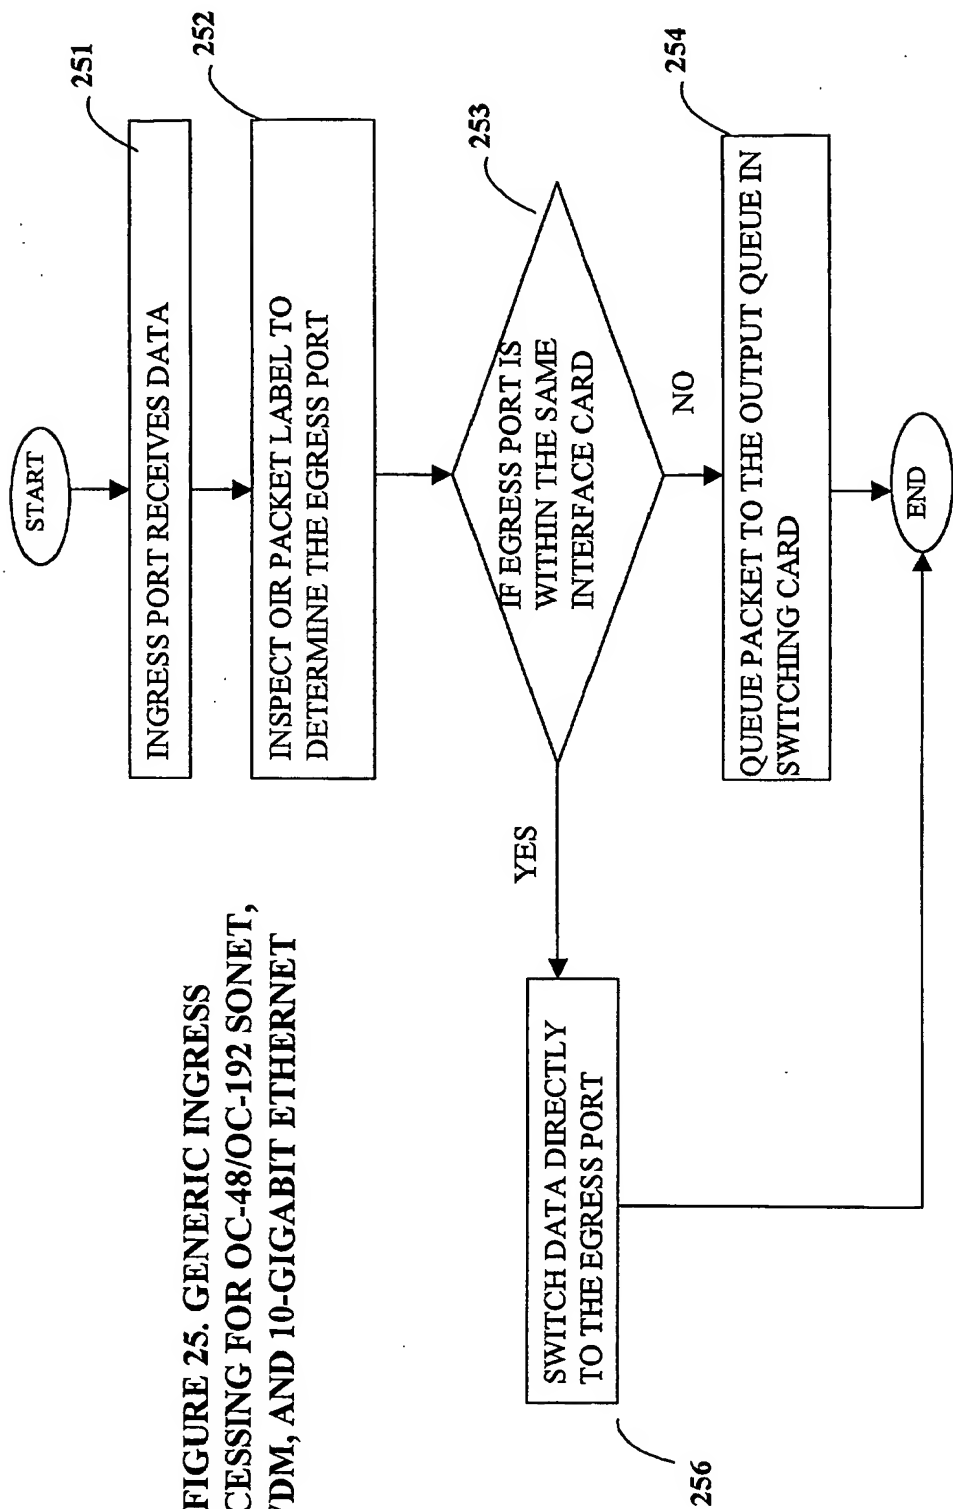 FIGURE 25. GENERIC INGRESS
CESSING FOR OC-48/OC-192 SONET,
DM, AND 10-GIGABIT ETHERNET
START
251
INGRESS PORT RECEIVES DATA
252
INSPECT OIR PACKET LABEL TO
DETERMINE THE EGRESS PORT
253
IF EGRESS PORT IS
WITHIN THE SAME
INTERFACE CARD
YES
NO
256
SWITCH DATA DIRECTLY
TO THE EGRESS PORT
254
QUEUE PACKET TO THE OUTPUT QUEUE IN
SWITCHING CARD
END